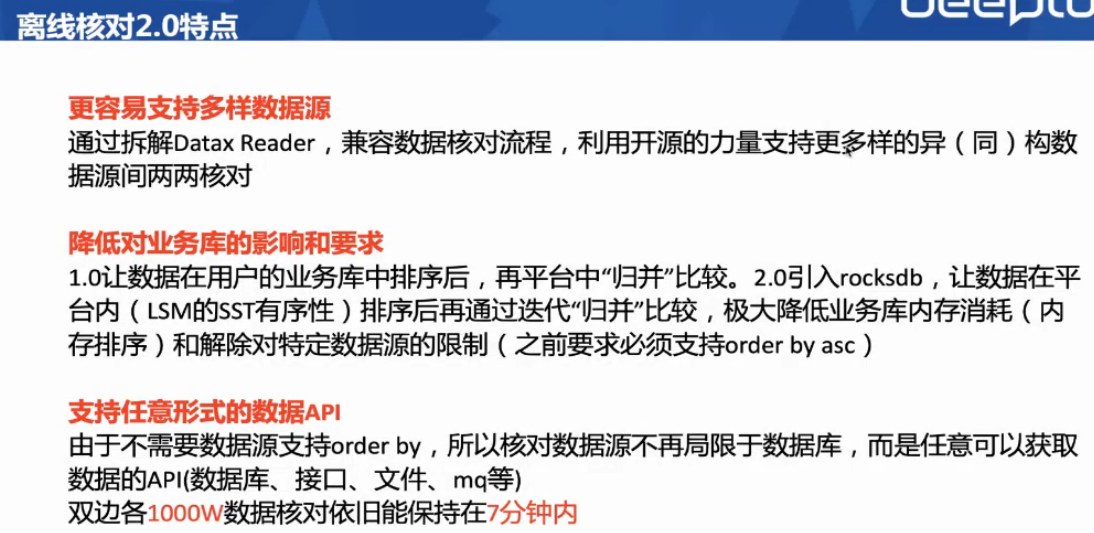 离线核对2.0特点
更容易支持多样数据源
通过拆解Datax Reader，兼容数据核对流程，利用开源的力量支持更多样的异（同）构数
据源间两两核对
降低对业务库的影响和要求
1.0让数据在用户的业务库中排序后，再平台中“归并”比较。2.0引入rocksdb，让数据在平
台内（LSM的SST有序性）排序后再通过迭代“归并”比较，极大降低业务库内存消耗（内
存排序）和解除对特定数据源的限制（之前要求必须支持order by asc）
支持任意形式的数据API
由于不需要数据源支持order by，所以核对数据源不再局限于数据库，而是任意可以获取
数据的API(数据库、接口、文件、mq等)
双边各1000W数据核对依旧能保持在7分钟内